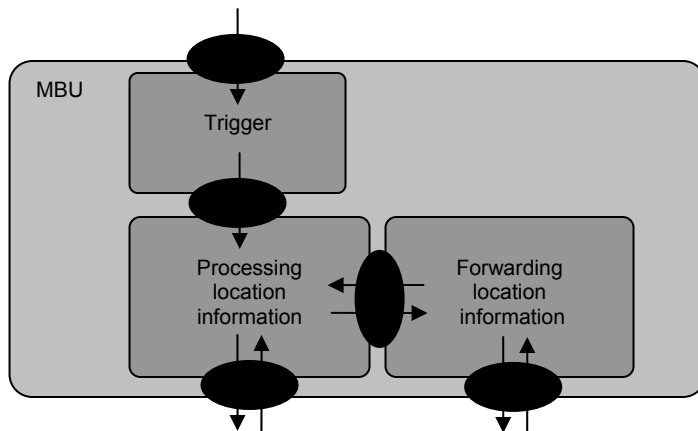 MBU
Trigger
Processing
location
information
Forwarding
location
information